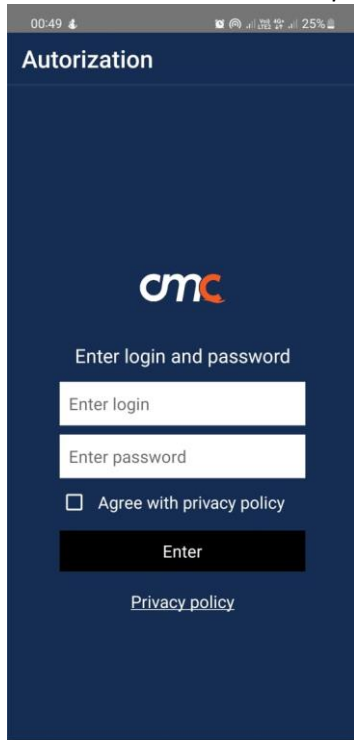 00:49
25%
Autorization
cmc
Enter login and password
Enter login
Enter password
Agree with privacy policy
Enter
Privacy policy